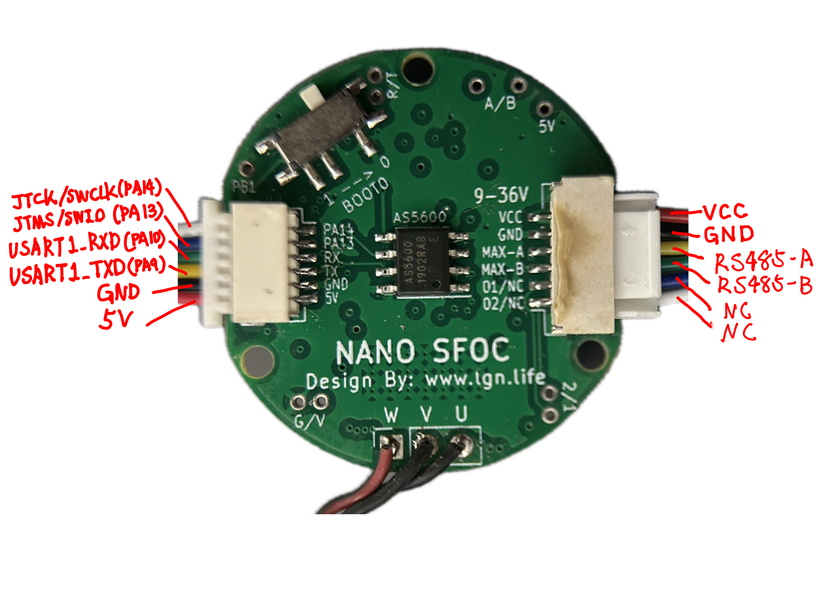 R/T
A/B
5V
PB1
1 ---> 0
BOOT0
JTCK/SWCLK(PA14)
JTMS/SWIO (PA13)
USART1_RXD(PA10)
USART1_TXD(PA9)
GND
5V
PA14
PA13
RX
TX
GND
5V
AS5600
AS5600
1902RAB
E
9-36V
VCC
GND
MAX-A
MAX-B
O1/NC
O2/NC
VCC
GND
RS485-A
RS485-B
NC
NC
NANO SFOC
Design By: www.lgn.life
G/V
W V U
2/1